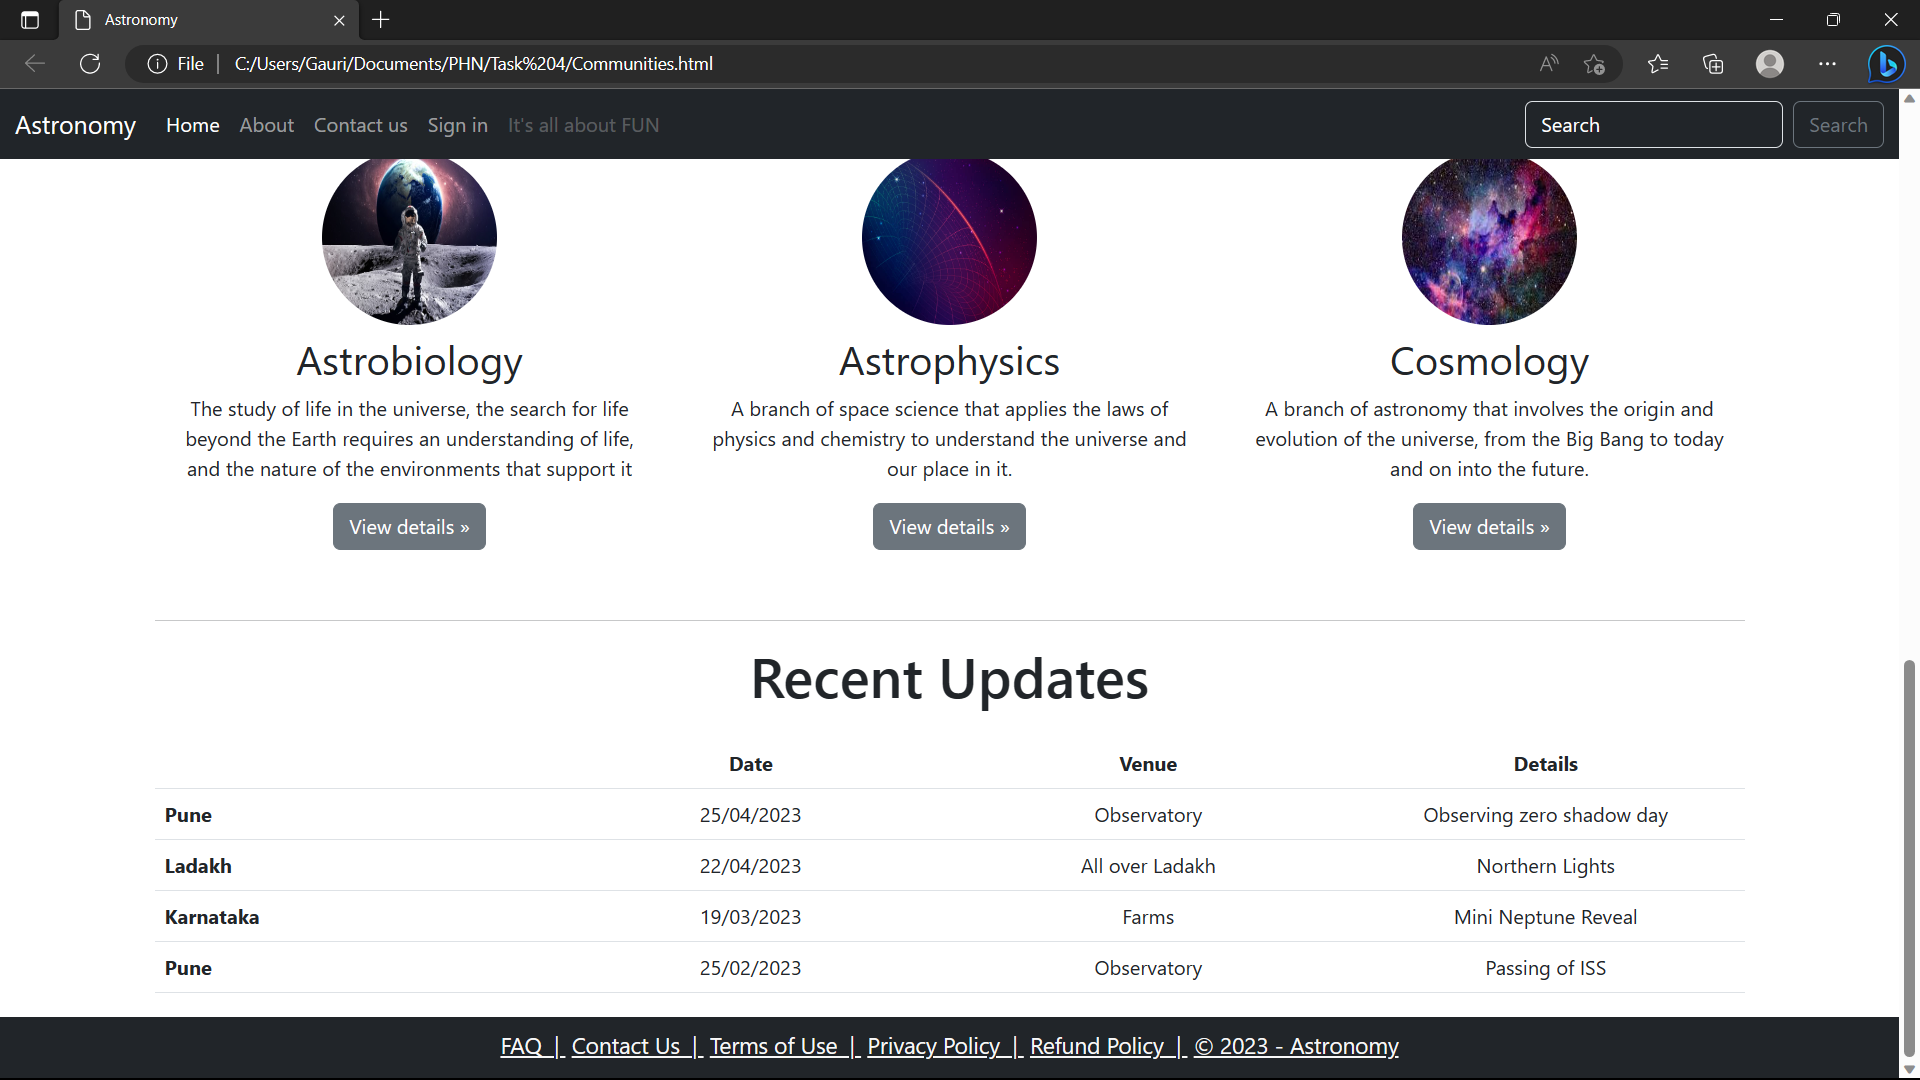 Astronomy
File C:/Users/Gauri/Documents/PHN/Task%204/Communities.html
Astronomy Home About Contact us Sign in It's all about FUN Search Search
Astrobiology
The study of life in the universe, the search for life
beyond the Earth requires an understanding of life,
and the nature of the environments that support it
View details »
Astrophysics
A branch of space science that applies the laws of
physics and chemistry to understand the universe and
our place in it.
View details »
Cosmology
A branch of astronomy that involves the origin and
evolution of the universe, from the Big Bang to today
and on into the future.
View details »
Recent Updates
Date Venue Details
Pune 25/04/2023 Observatory Observing zero shadow day
Ladakh 22/04/2023 All over Ladakh Northern Lights
Karnataka 19/03/2023 Farms Mini Neptune Reveal
Pune 25/02/2023 Observatory Passing of ISS
FAQ | Contact Us | Terms of Use | Privacy Policy | Refund Policy | © 2023 - Astronomy